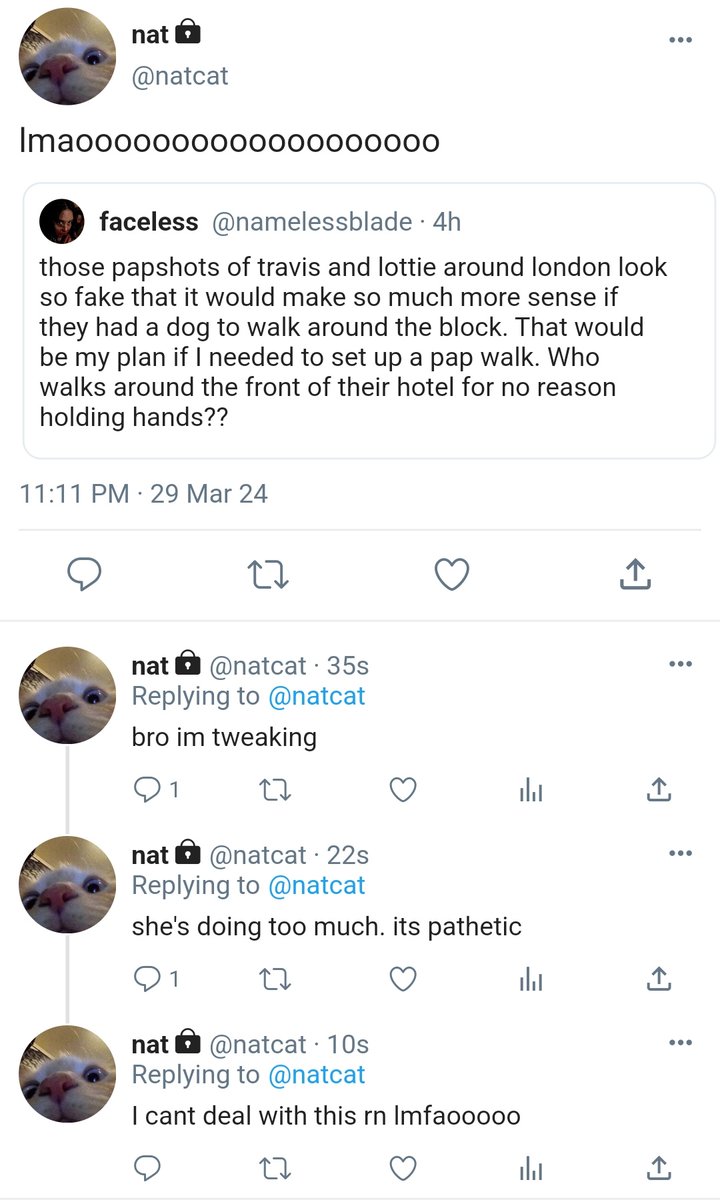 nat 🔒
@natcat
lmaooooooooooooooooooo
faceless @namelessblade · 4h
those papshots of travis and lottie around london look
so fake that it would make so much more sense if
they had a dog to walk around the block. That would
be my plan if I needed to set up a pap walk. Who
walks around the front of their hotel for no reason
holding hands??
11:11 PM · 29 Mar 24
nat 🔒 @natcat · 35s
Replying to @natcat
bro im tweaking
1
nat 🔒 @natcat · 22s
Replying to @natcat
she's doing too much. its pathetic
1
nat 🔒 @natcat · 10s
Replying to @natcat
I cant deal with this rn lmfaooooo